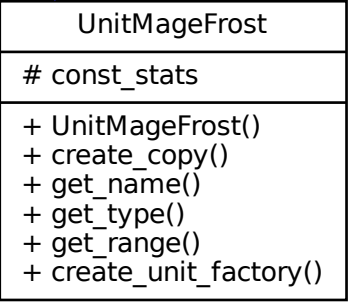 UnitMageFrost
# const_stats
+ UnitMageFrost()
+ create_copy()
+ get_name()
+ get_type()
+ get_range()
+ create_unit_factory()